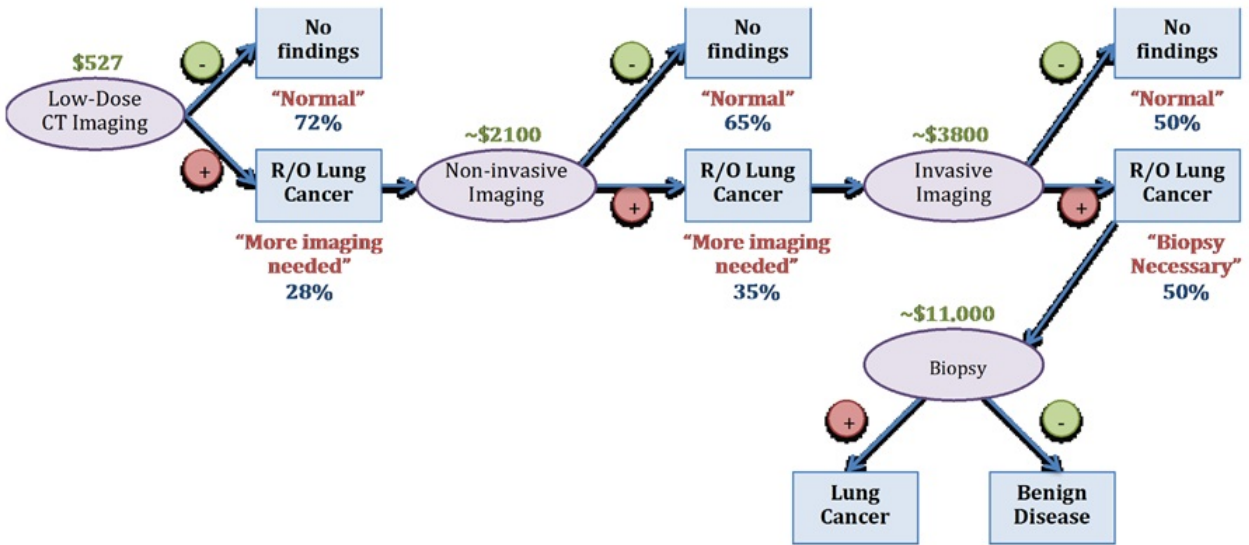 $527
Low-Dose
CT Imaging
-
+
No
findings
“Normal”
72%
R/O Lung
Cancer
“More imaging
needed”
28%
~$2100
Non-invasive
Imaging
-
+
No
findings
“Normal”
65%
R/O Lung
Cancer
“More imaging
needed”
35%
~$3800
Invasive
Imaging
-
+
No
findings
“Normal”
50%
R/O Lung
Cancer
“Biopsy
Necessary”
50%
~$11,000
Biopsy
+
-
Lung
Cancer
Benign
Disease